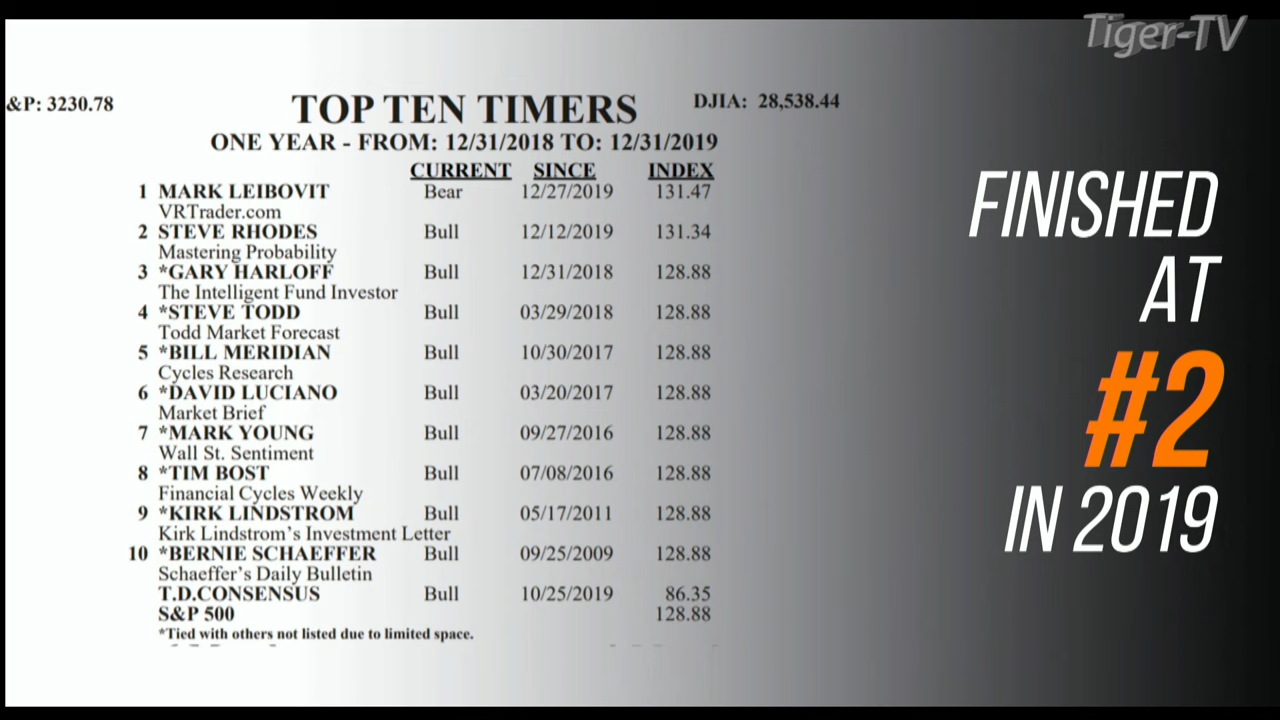 Tiger-TV
&P: 3230.78 TOP TEN TIMERS DJIA: 28,538.44
ONE YEAR - FROM: 12/31/2018 TO: 12/31/2019
CURRENT SINCE INDEX
1 MARK LEIBOVIT Bear 12/27/2019 131.47
VRTrader.com
2 STEVE RHODES Bull 12/12/2019 131.34
Mastering Probability
3 *GARY HARLOFF Bull 12/31/2018 128.88
The Intelligent Fund Investor
4 *STEVE TODD Bull 03/29/2018 128.88
Todd Market Forecast
5 *BILL MERIDIAN Bull 10/30/2017 128.88
Cycles Research
6 *DAVID LUCIANO Bull 03/20/2017 128.88
Market Brief
7 *MARK YOUNG Bull 09/27/2016 128.88
Wall St. Sentiment
8 *TIM BOST Bull 07/08/2016 128.88
Financial Cycles Weekly
9 *KIRK LINDSTROM Bull 05/17/2011 128.88
Kirk Lindstrom's Investment Letter
10 *BERNIE SCHAEFFER Bull 09/25/2009 128.88
Schaeffer's Daily Bulletin
T.D.CONSENSUS Bull 10/25/2019 86.35
S&P 500 128.88
*Tied with others not listed due to limited space.
FINISHED
AT
#2
IN 2019